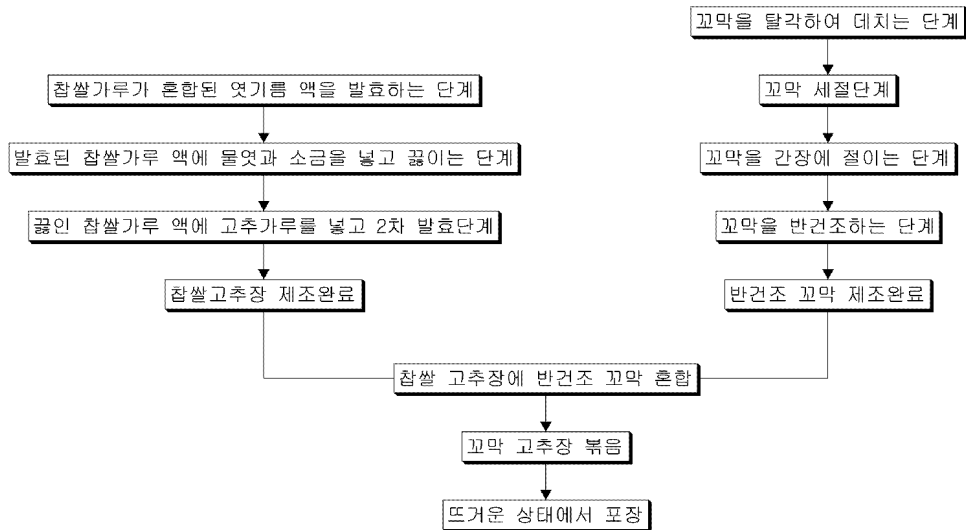 꼬막을 탈각하여 데치는 단계
찹쌀가루가 혼합된 엿기름 액을 발효하는 단계
꼬막 세절단계
발효된 찹쌀가루 액에 물엿과 소금을 넣고 끓이는 단계
꼬막을 간장에 절이는 단계
끓인 찹쌀가루 액에 고추가루를 넣고 2차 발효단계
꼬막을 반건조하는 단계
찹쌀고추장 제조완료
반건조 꼬막 제조완료
찹쌀 고추장에 반건조 꼬막 혼합
꼬막 고추장 볶음
뜨거운 상태에서 포장